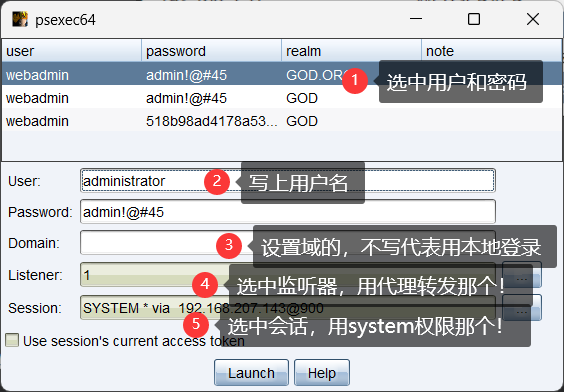 psexec64
user password realm note
webadmin admin!@#45 GOD.OR
1 选中用户和密码
webadmin admin!@#45 GOD
webadmin 518b98ad4178a53... GOD
User: administrator
2 写上用户名
Password: admin!@#45
Domain:
3 设置域的，不写代表用本地登录
Listener: 1 ...
4 选中监听器，用代理转发那个！
Session: SYSTEM * via 192.168.207.143@900 ...
5 选中会话，用system权限那个！
Use session's current access token
Launch Help